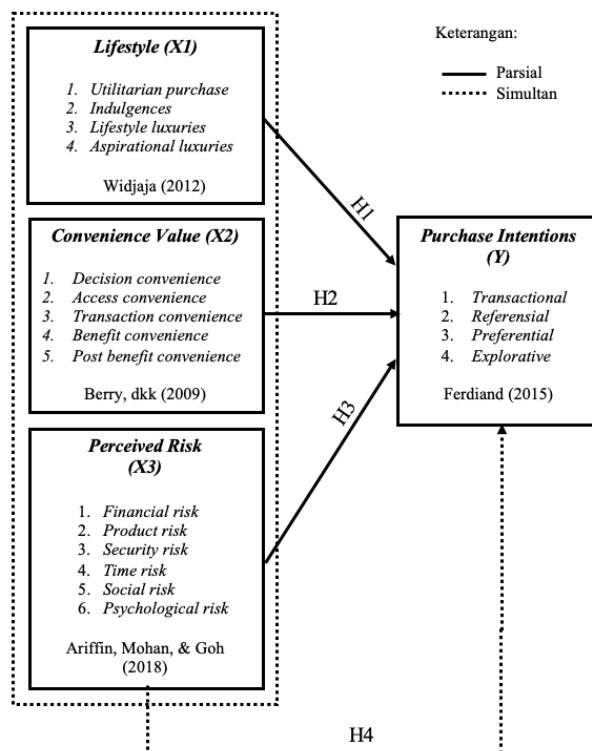 Lifestyle (X1)
1. Utilitarian purchase
2. Indulgences
3. Lifestyle luxuries
4. Aspirational luxuries
Widjaja (2012)
Keterangan:
Parsial
Simultan
H1
Convenience Value (X2)
1. Decision convenience
2. Access convenience
3. Transaction convenience
4. Benefit convenience
5. Post benefit convenience
Berry, dkk (2009)
H2
Purchase Intentions
(Y)
1. Transactional
2. Referensial
3. Preferential
4. Explorative
Ferdiand (2015)
H3
Perceived Risk
(X3)
1. Financial risk
2. Product risk
3. Security risk
4. Time risk
5. Social risk
6. Psychological risk
Ariffin, Mohan, & Goh
(2018)
H4